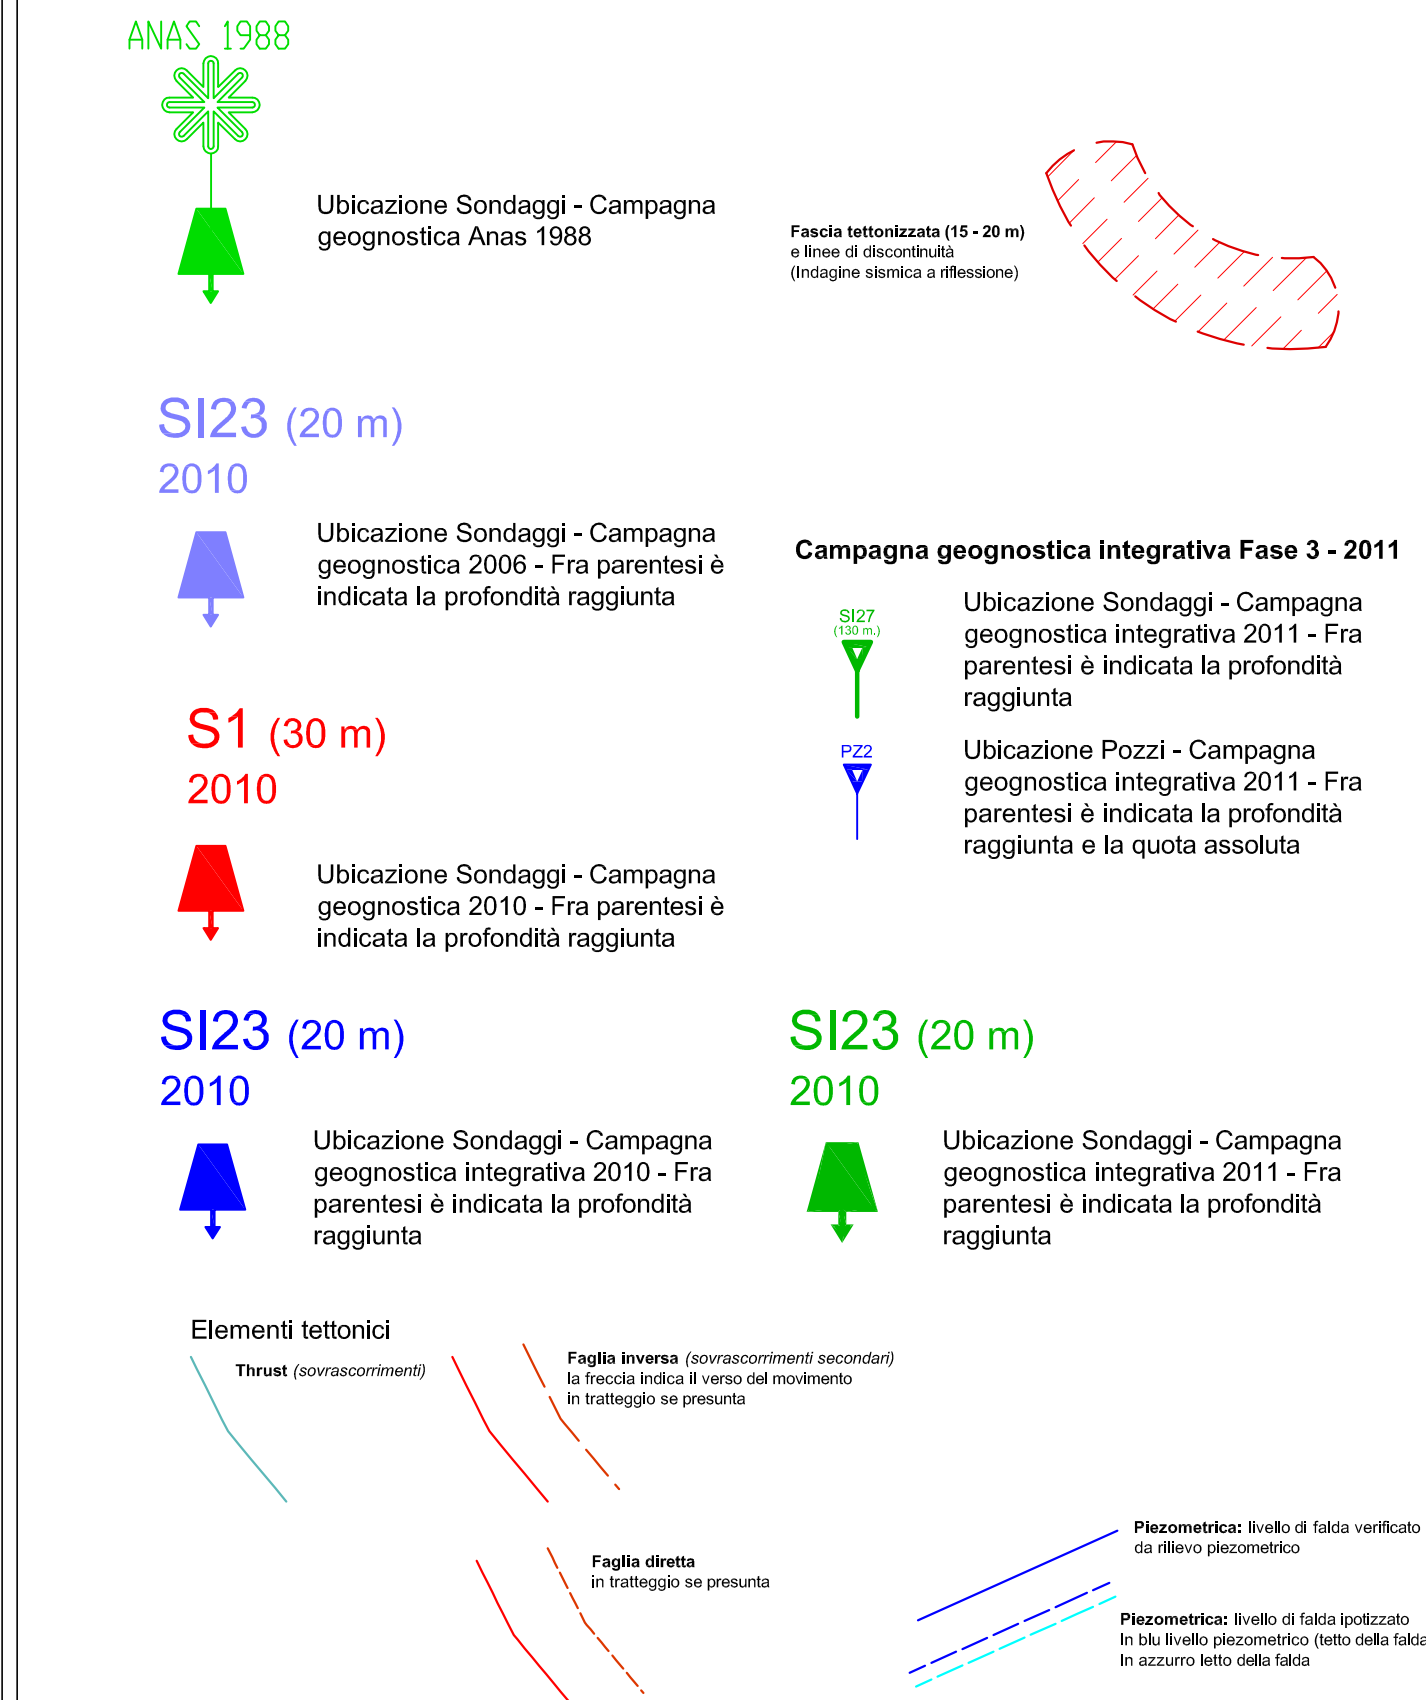 ANAS 1988
Ubicazione Sondaggi - Campagna
geognostica Anas 1988
Fascia tettonizzata (15 - 20 m)
e linee di discontinuità
(Indagine sismica a riflessione)
SI23 (20 m)
2010
Ubicazione Sondaggi - Campagna
geognostica 2006 - Fra parentesi è
indicata la profondità raggiunta
Campagna geognostica integrativa Fase 3 - 2011
SI27
(130 m.)
Ubicazione Sondaggi - Campagna
geognostica integrativa 2011 - Fra
parentesi è indicata la profondità
raggiunta
S1 (30 m)
2010
PZ2
Ubicazione Pozzi - Campagna
geognostica integrativa 2011 - Fra
parentesi è indicata la profondità
raggiunta e la quota assoluta
Ubicazione Sondaggi - Campagna
geognostica 2010 - Fra parentesi è
indicata la profondità raggiunta
SI23 (20 m)
2010
Ubicazione Sondaggi - Campagna
geognostica integrativa 2010 - Fra
parentesi è indicata la profondità
raggiunta
SI23 (20 m)
2010
Ubicazione Sondaggi - Campagna
geognostica integrativa 2011 - Fra
parentesi è indicata la profondità
raggiunta
Elementi tettonici
Thrust (sovrascorrimenti)
Faglia inversa (sovrascorrimenti secondari)
la freccia indica il verso del movimento
in tratteggio se presunta
Faglia diretta
in tratteggio se presunta
Piezometrica: livello di falda verificato
da rilievo piezometrico
Piezometrica: livello di falda ipotizzato
In blu livello piezometrico (tetto della falda
In azzurro letto della falda